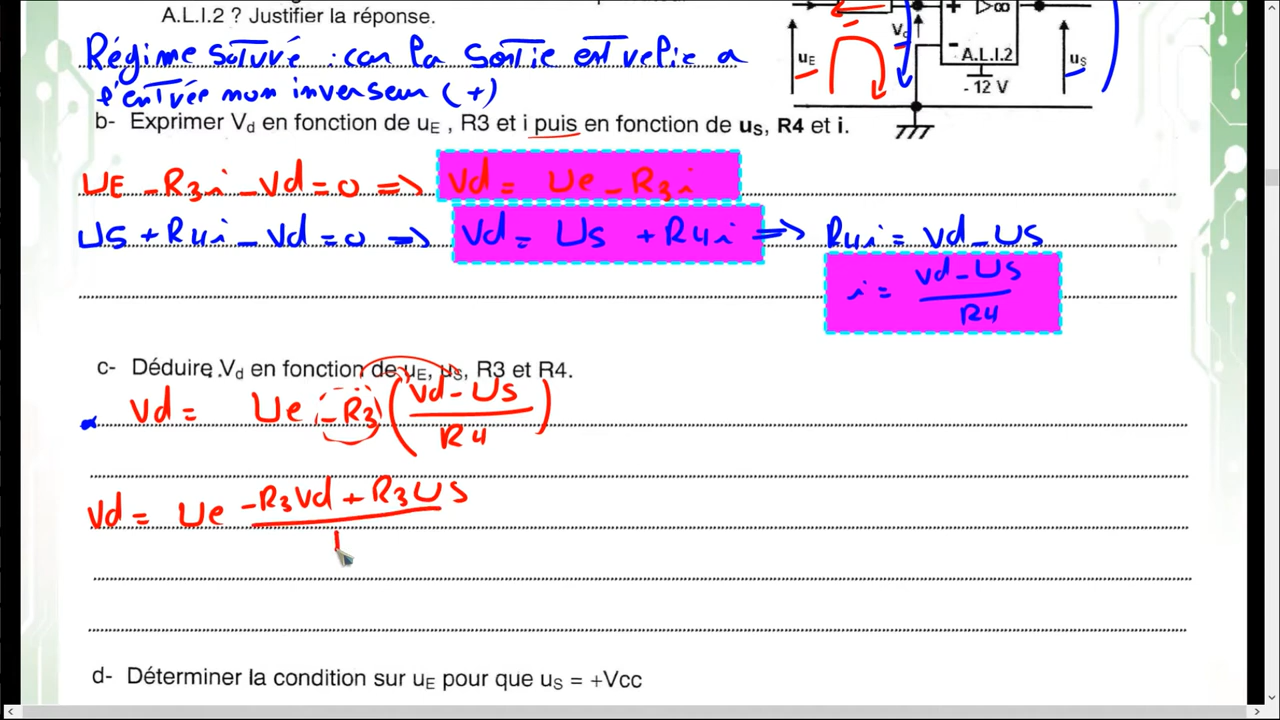 A.L.I.2 ? Justifier la réponse.
Régime saturé : car la sortie est relie a
l'entrée non inverseur (+)
+ ▷∞
Vd
uE
-
A.L.I.2
uS
- 12 V
b- Exprimer Vd en fonction de uE , R3 et i puis en fonction de uS, R4 et i.
UE - R3i - Vd = 0 => Vd = Ue - R3i
US + R4i - Vd = 0 => Vd = Us + R4i => R4i = Vd - US
i = Vd - US / R4
c- Déduire Vd en fonction de uE, uS, R3 et R4.
Vd = Ue - R3 (Vd - US / R4)
Vd = Ue - R3Vd + R3US
d- Déterminer la condition sur uE pour que uS = +Vcc